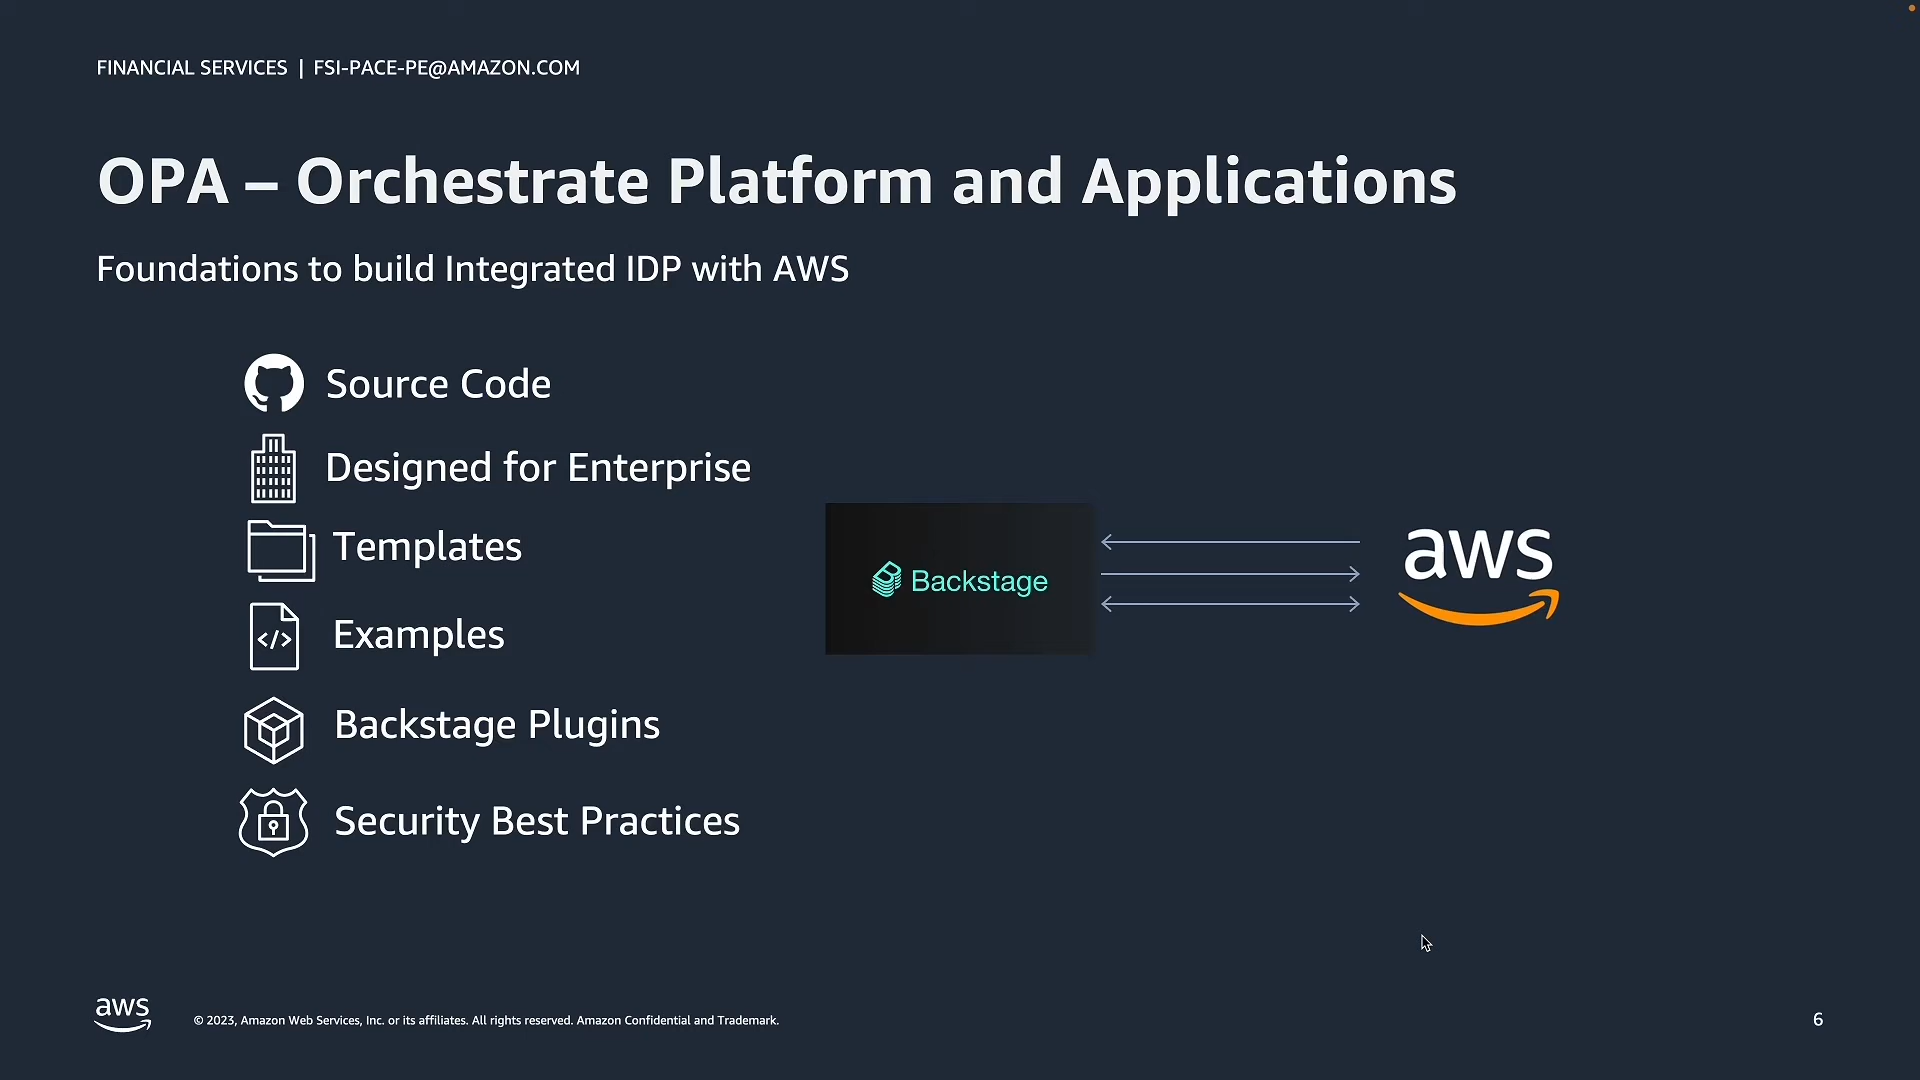 FINANCIAL SERVICES | FSI-PACE-PE@AMAZON.COM
OPA – Orchestrate Platform and Applications
Foundations to build Integrated IDP with AWS
Source Code
Designed for Enterprise
Templates
</> Examples
Backstage Plugins
Security Best Practices
Backstage
aws
aws
© 2023, Amazon Web Services, Inc. or its affiliates. All rights reserved. Amazon Confidential and Trademark.
6